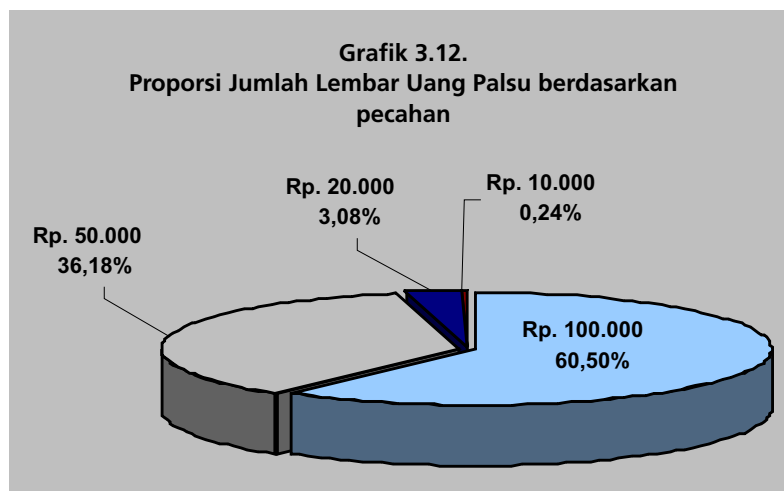 Grafik 3.12.
Proporsi Jumlah Lembar Uang Palsu berdasarkan
pecahan
Rp. 20.000
3,08%
Rp. 10.000
0,24%
Rp. 50.000
36,18%
Rp. 100.000
60,50%